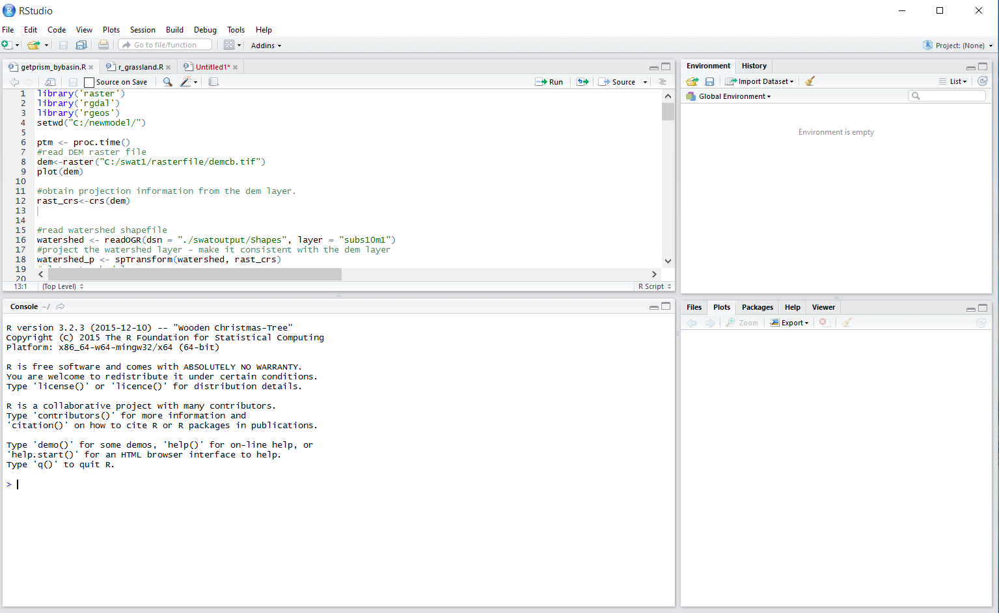 RStudio
File Edit Code View Plots Session Build Debug Tools Help
Go to file/function Addins Project: (None)
getprism_bybasin.R r_grassland.R Untitled1*
Source on Save Run Source
1 library('raster')
2 library('rgdal')
3 library('rgeos')
4 setwd("C:/newmodel/")
5
6 ptm <- proc.time()
7 #read DEM raster file
8 dem<-raster("C:/swat1/rasterfile/demcb.tif")
9 plot(dem)
10
11 #obtain projection information from the dem layer.
12 rast_crs<-crs(dem)
13
14
15 #read watershed shapefile
16 watershed <- readOGR(dsn = "./swatoutput/Shapes", layer = "subs10m1")
17 #project the watershed layer - make it consistent with the dem layer
18 watershed_p <- spTransform(watershed, rast_crs)
19
20
13:1 (Top Level) R Script
Console ~/
R version 3.2.3 (2015-12-10) -- "Wooden Christmas-Tree"
Copyright (C) 2015 The R Foundation for Statistical Computing
Platform: x86_64-w64-mingw32/x64 (64-bit)
R is free software and comes with ABSOLUTELY NO WARRANTY.
You are welcome to redistribute it under certain conditions.
Type 'license()' or 'licence()' for distribution details.
R is a collaborative project with many contributors.
Type 'contributors()' for more information and
'citation()' on how to cite R or R packages in publications.
Type 'demo()' for some demos, 'help()' for on-line help, or
'help.start()' for an HTML browser interface to help.
Type 'q()' to quit R.
>
Environment History
Import Dataset List
Global Environment
Environment is empty
Files Plots Packages Help Viewer
Zoom Export